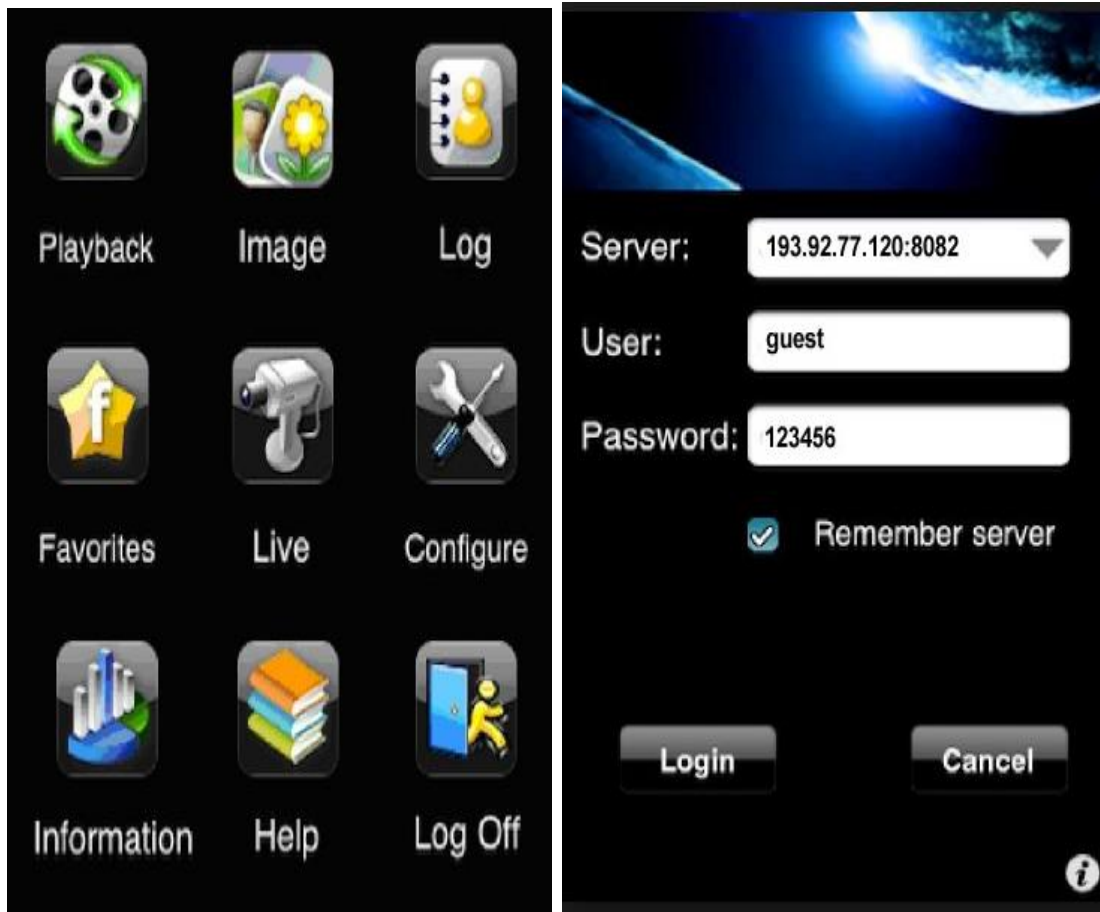 Playback Image Log
Favorites Live Configure
Information Help Log Off
Server: 193.92.77.120:8082
User: guest
Password: 123456
Remember server
Login Cancel